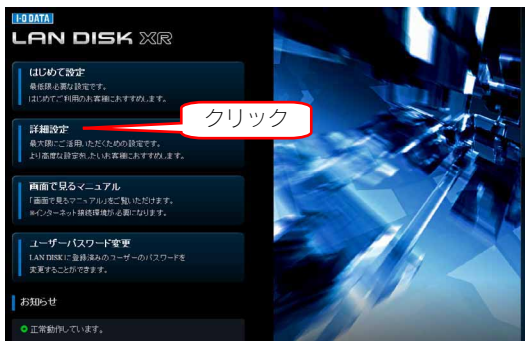 I-O DATA
LAN DISK XR
はじめて設定
最低限必要な設定です。
はじめてご利用のお客様におすすめします。
クリック
詳細設定
最大限にご活用いただくための設定です。
より高度な設定をしたいお客様におすすめします。
画面で見るマニュアル
「画面で見るマニュアル」をご覧いただけます。
※インターネット接続環境が必要になります。
ユーザーパスワード変更
LAN DISKに登録済みのユーザーのパスワードを
変更することができます。
お知らせ
正常動作しています。